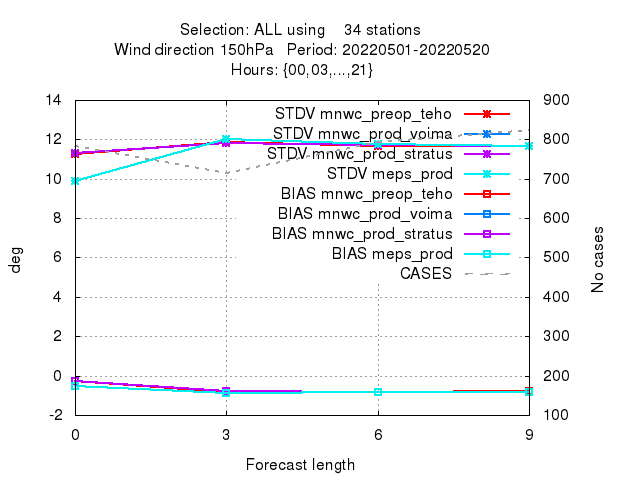 Selection: ALL using 34 stations
Wind direction 150hPa Period: 20220501-20220520
Hours: {00,03,...,21}
STDV mnwc_preop_teho
STDV mnwc_prod_voima
STDV mnwc_prod_stratus
STDV meps_prod
BIAS mnwc_preop_teho
BIAS mnwc_prod_voima
BIAS mnwc_prod_stratus
BIAS meps_prod
CASES
14
12
10
8
6
4
2
0
-2
deg
900
800
700
600
500
400
300
200
100
No cases
0 3 6 9
Forecast length